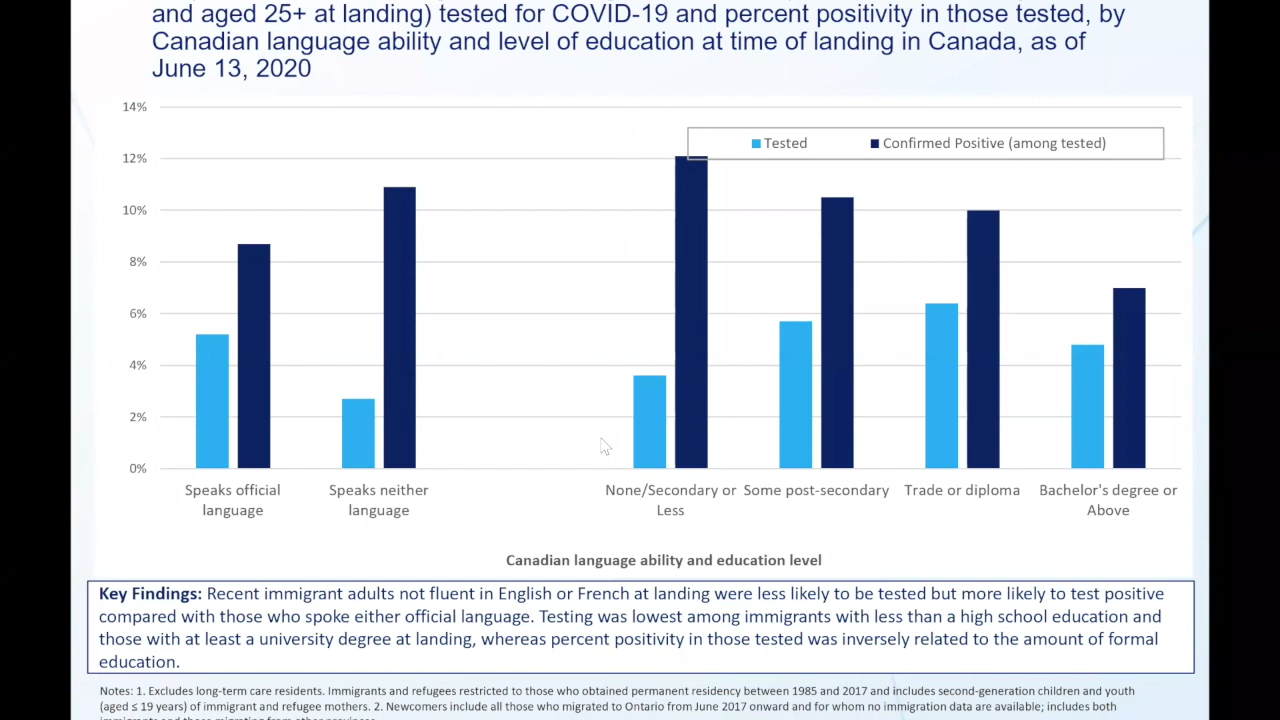 and aged 25+ at landing) tested for COVID-19 and percent positivity in those tested, by
Canadian language ability and level of education at time of landing in Canada, as of
June 13, 2020
14%
12%
10%
8%
6%
4%
2%
0%
Tested
Confirmed Positive (among tested)
Speaks official
language
Speaks neither
language
None/Secondary or
Less
Some post-secondary
Trade or diploma
Bachelor's degree or
Above
Canadian language ability and education level
Key Findings: Recent immigrant adults not fluent in English or French at landing were less likely to be tested but more likely to test positive
compared with those who spoke either official language. Testing was lowest among immigrants with less than a high school education and
those with at least a university degree at landing, whereas percent positivity in those tested was inversely related to the amount of formal
education.
Notes: 1. Excludes long-term care residents. Immigrants and refugees restricted to those who obtained permanent residency between 1985 and 2017 and includes second-generation children and youth
(aged ≤ 19 years) of immigrant and refugee mothers. 2. Newcomers include all those who migrated to Ontario from June 2017 onward and for whom no immigration data are available; includes both